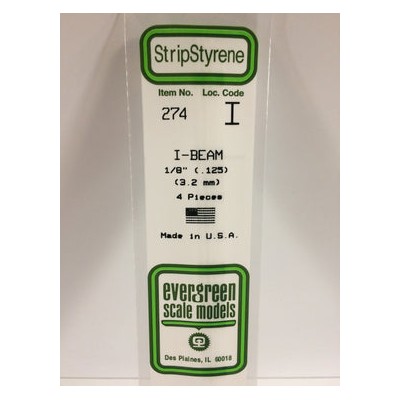 StripStyrene
Item No. Loc. Code
274 I
I-BEAM
1/8" (.125)
(3.2 mm)
4 Pieces
Made in U.S.A.
evergreen
scale models
Des Plaines, IL 60018